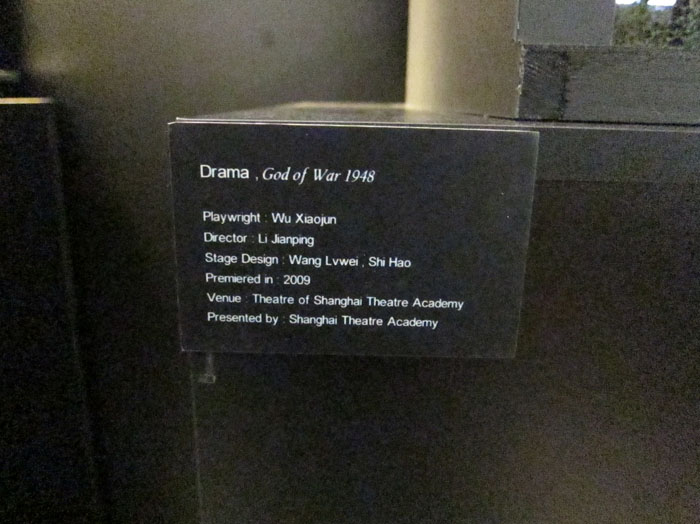 Drama , God of War 1948
Playwright : Wu Xiaojun
Director : Li Jianping
Stage Design : Wang Lvwei , Shi Hao
Premiered in : 2009
Venue : Theatre of Shanghai Theatre Academy
Presented by : Shanghai Theatre Academy